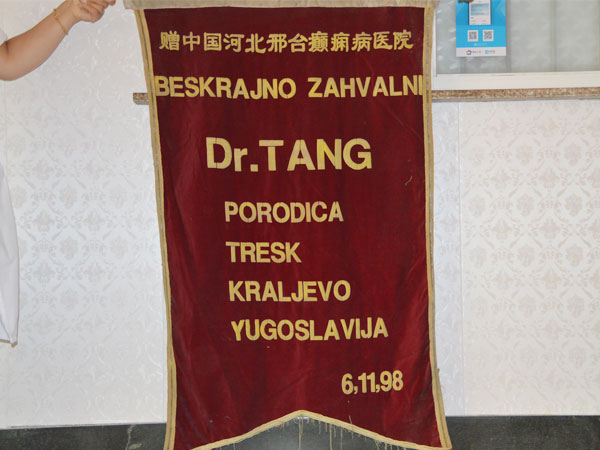 赠中国河北邢台癫痫病医院
BESKRAJNO ZAHVALNI
Dr.TANG
PORODICA
TRESK
KRALJEVO
YUGOSLAVIJA
6,11,98